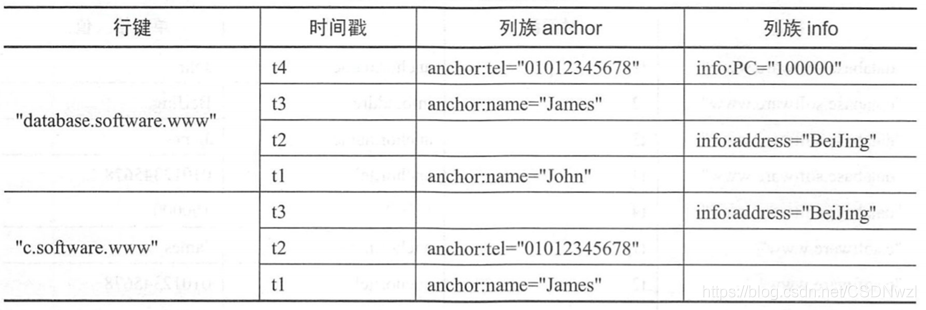 行键 时间戳 列族 anchor 列族 info
t4 anchor:tel="01012345678" info:PC="100000"
t3 anchor:name="James"
"database.software.www"
t2 info:address="BeiJing"
t1 anchor:name="John"
t3 info:address="BeiJing"
"c.software.www" t2 anchor:tel="01012345678"
t1 anchor:name="James"
https://blog.csdn.net/CSDNwzl